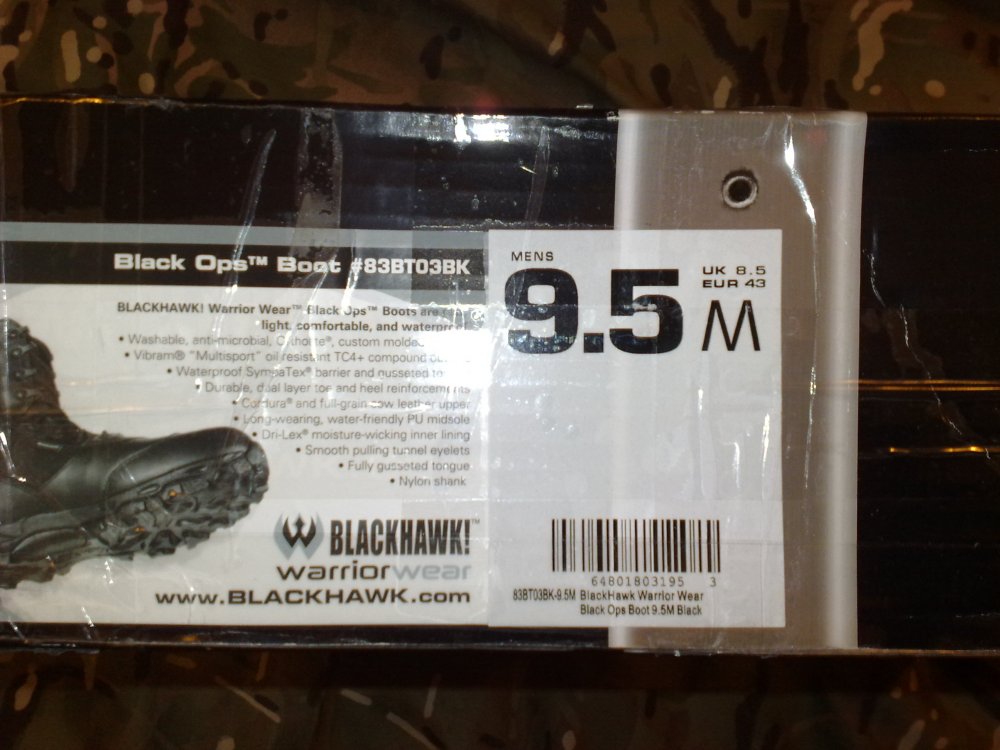 Black Ops™ Boot #83BT03BK
BLACKHAWK! Warrior Wear™ Black Ops™ Boots are
light, comfortable, and waterproof
• Washable, anti-microbial, Ortholite®, custom molded
• Vibram® "Multisport" oil resistant TC4+ compound
• Waterproof SympaTex® barrier and gusseted
• Durable, dual layer toe and heel reinforcements
• Cordura® and full-grain cow leather upper
• Long-wearing, water-friendly PU midsole
• Dri-Lex® moisture-wicking inner lining
• Smooth pulling tunnel eyelets
• Fully gusseted tongue
• Nylon shank
BLACKHAWK!™
warriorwear
www.BLACKHAWK.com
MENS
9.5
UK 8.5
EUR 43
M
64801803195 3
83BT03BK-9.5M BlackHawk Warrior Wear
Black Ops Boot 9.5M Black